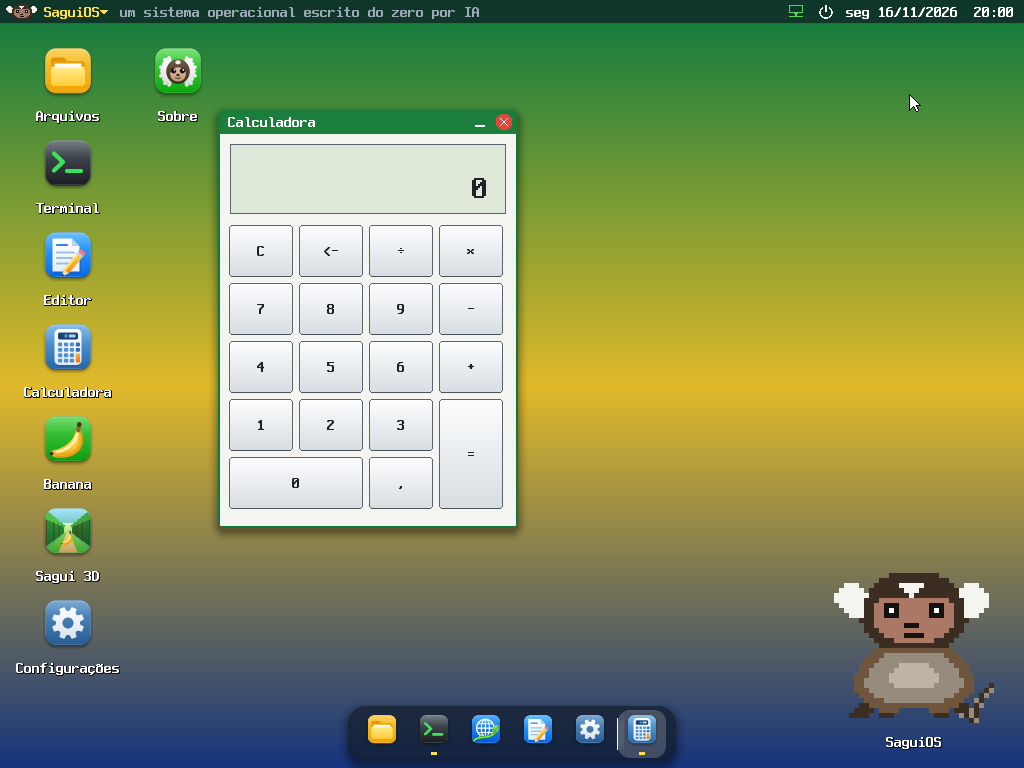 SaguiOS um sistema operacional escrito do zero por IA seg 16/11/2026 20:00
Arquivos
Sobre
Terminal
Editor
Calculadora
Banana
Sagui 3D
Configurações
Calculadora
0
C <- ÷ ×
7 8 9 -
4 5 6 +
1 2 3
=
0 ,
SaguiOS